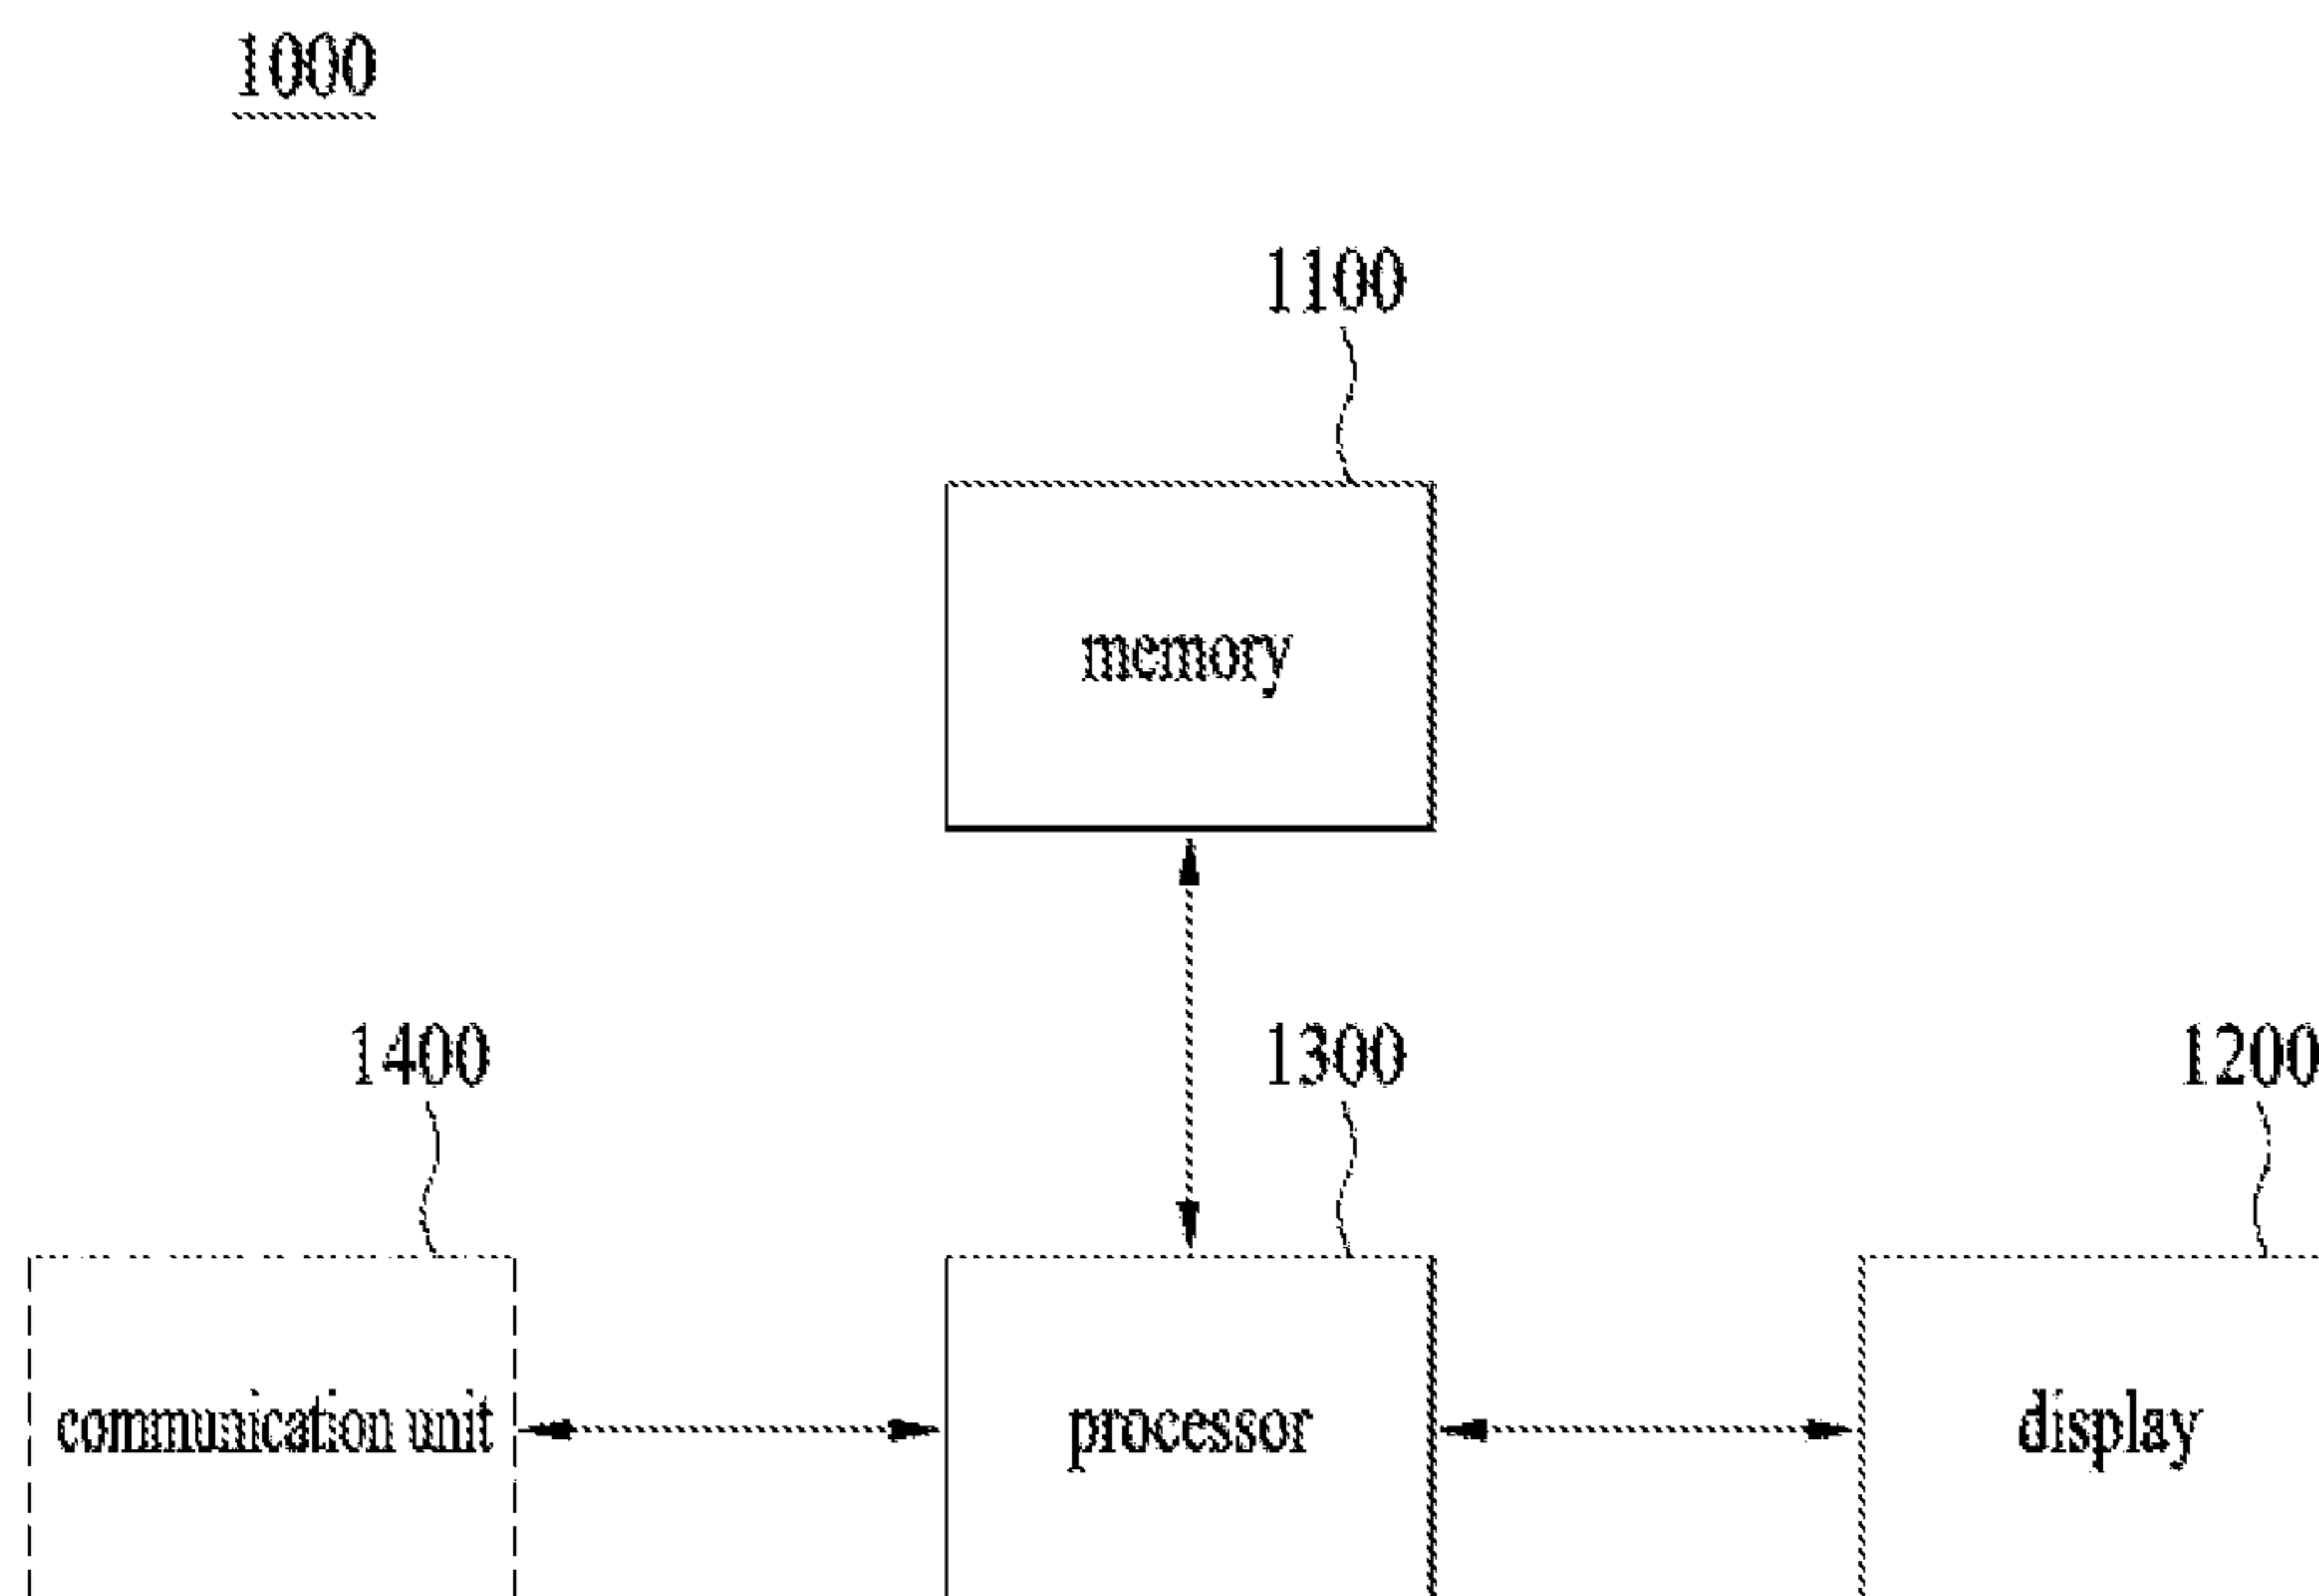 1000
1100
memory
1400
1300
1200
communication unit
processor
display